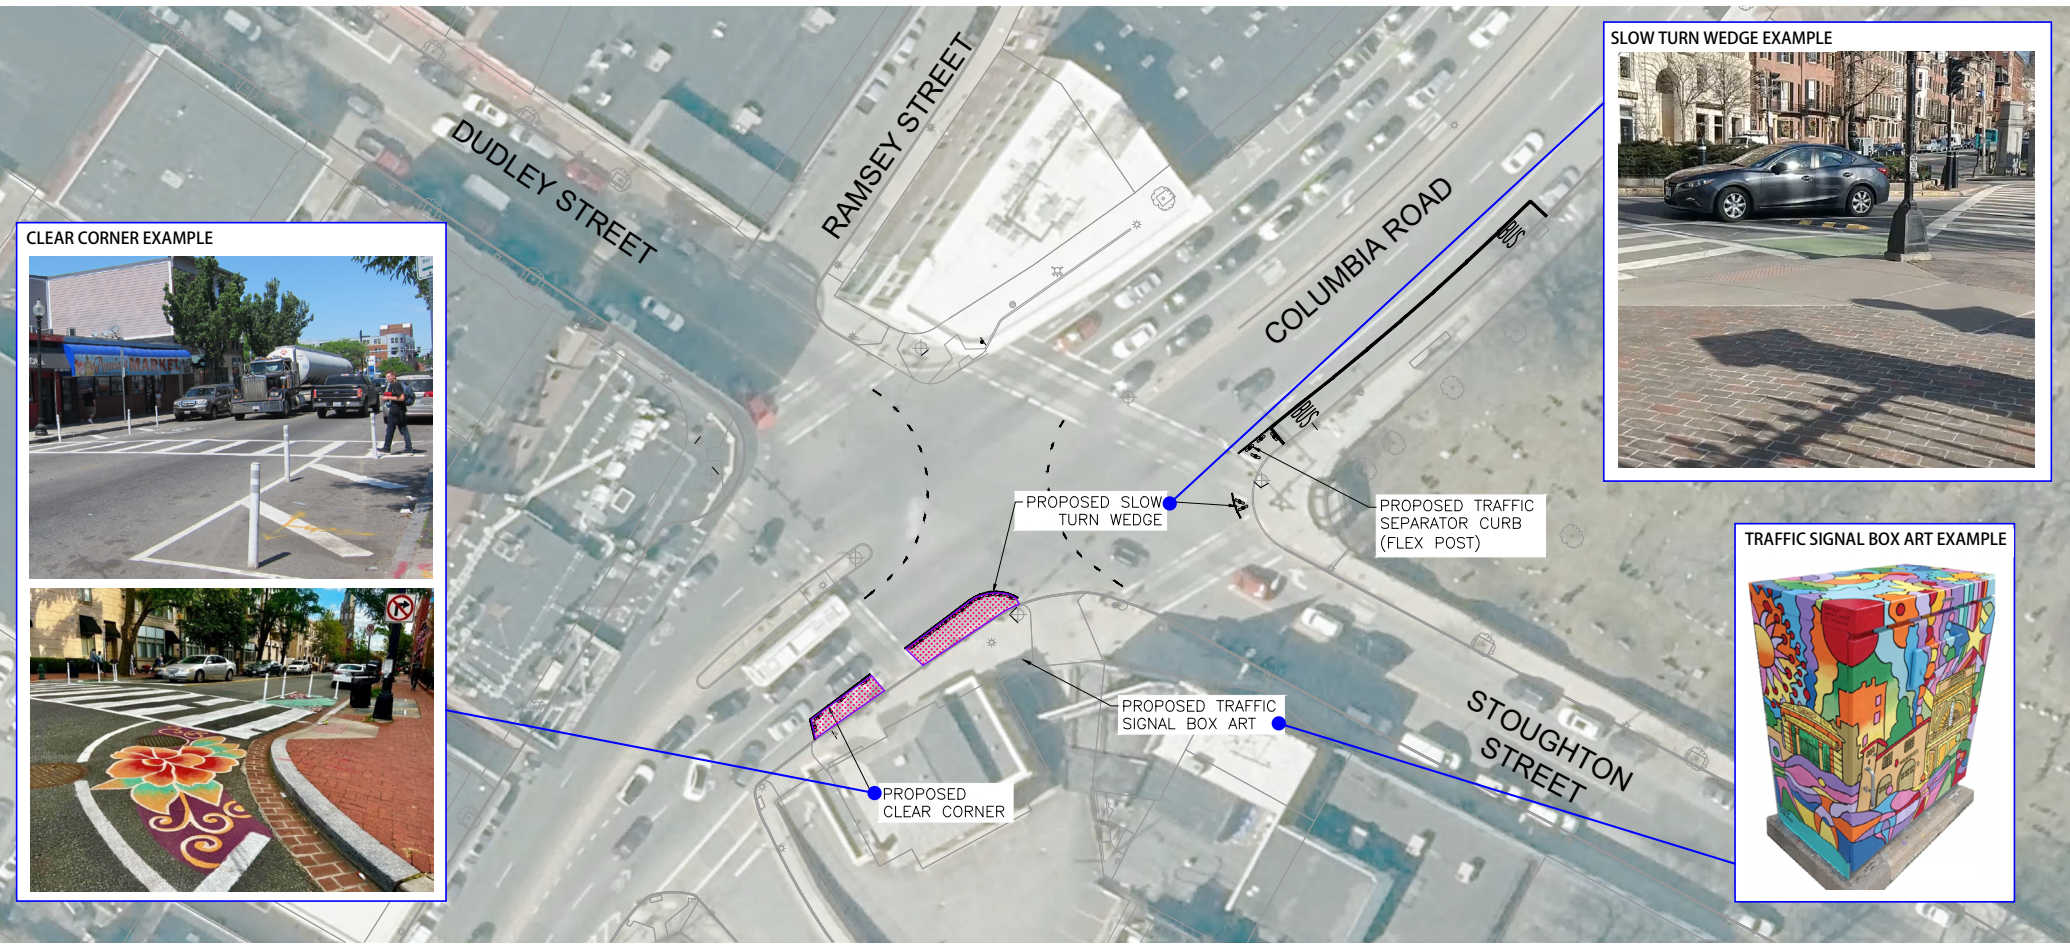 SLOW TURN WEDGE EXAMPLE
RAMSEY STREET
DUDLEY STREET
COLUMBIA ROAD
BUS
CLEAR CORNER EXAMPLE
MARKET
BUS
PROPOSED SLOW
TURN WEDGE
PROPOSED TRAFFIC
SEPARATOR CURB
(FLEX POST)
TRAFFIC SIGNAL BOX ART EXAMPLE
PROPOSED TRAFFIC
SIGNAL BOX ART
STOUGHTON
STREET
PROPOSED
CLEAR CORNER